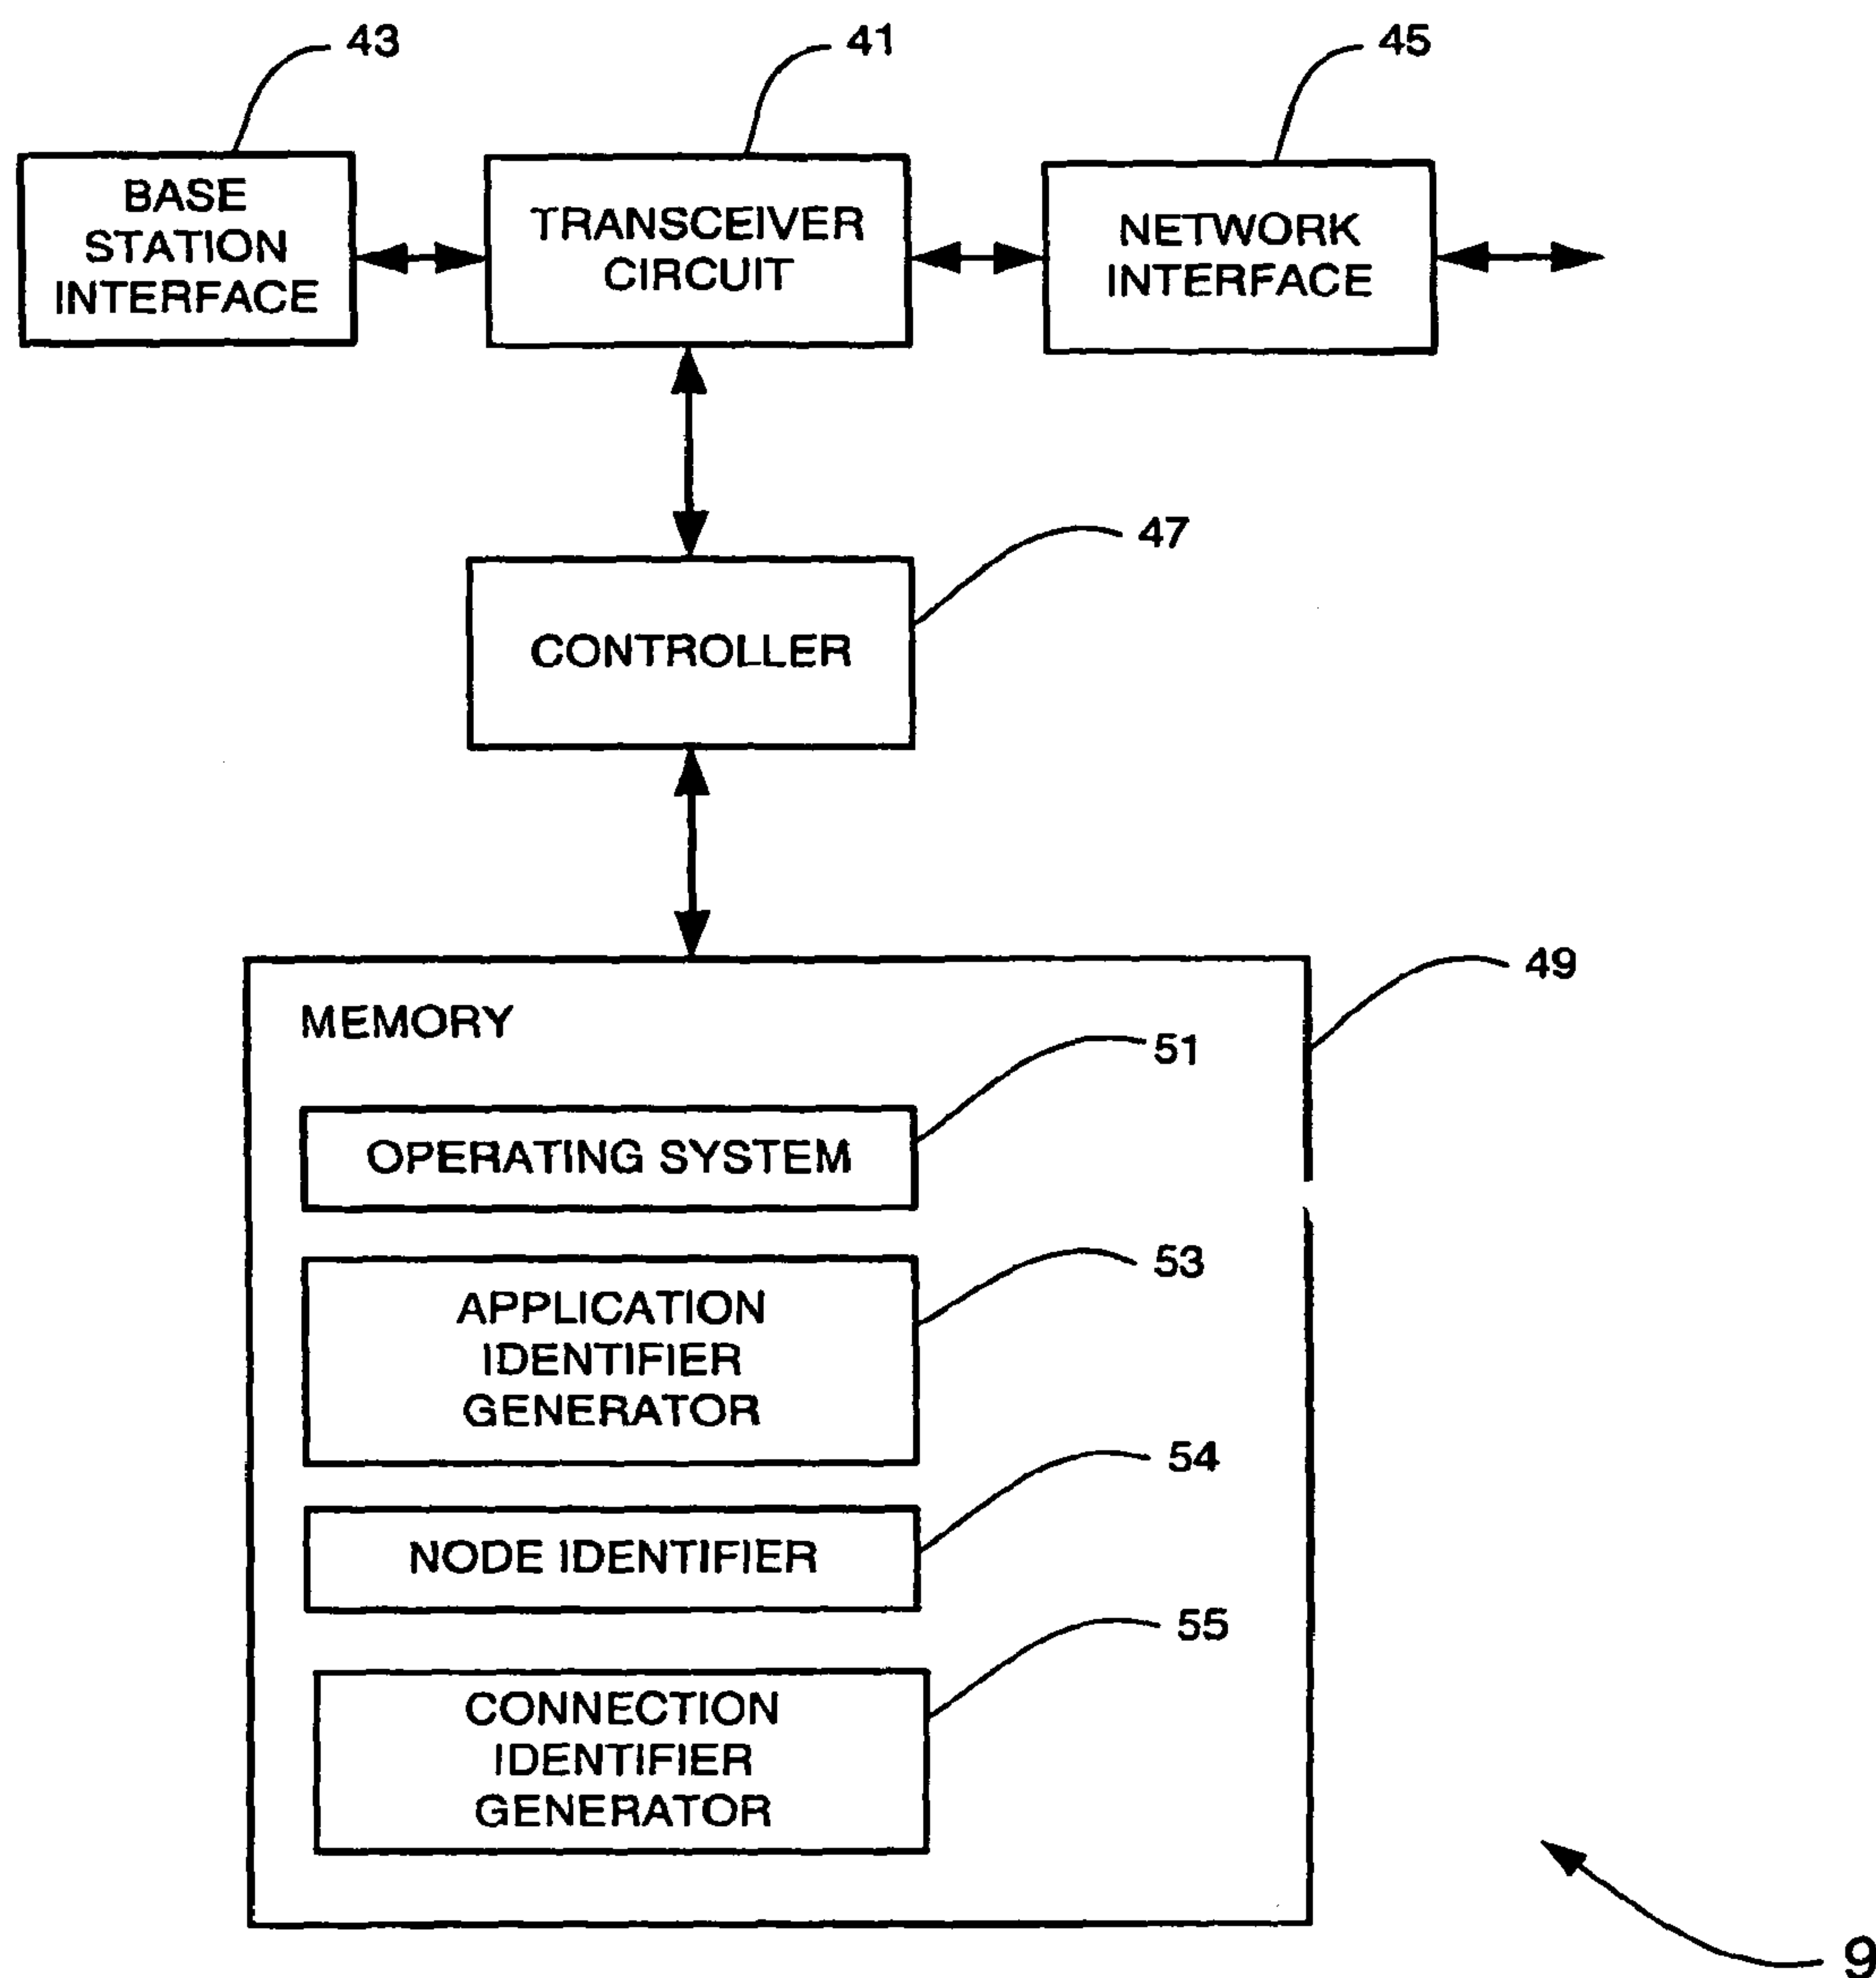 43
41
45
BASE
STATION
INTERFACE
TRANSCEIVER
CIRCUIT
NETWORK
INTERFACE
47
CONTROLLER
49
MEMORY
51
OPERATING SYSTEM
53
APPLICATION
IDENTIFIER
GENERATOR
54
NODE IDENTIFIER
55
CONNECTION
IDENTIFIER
GENERATOR
9